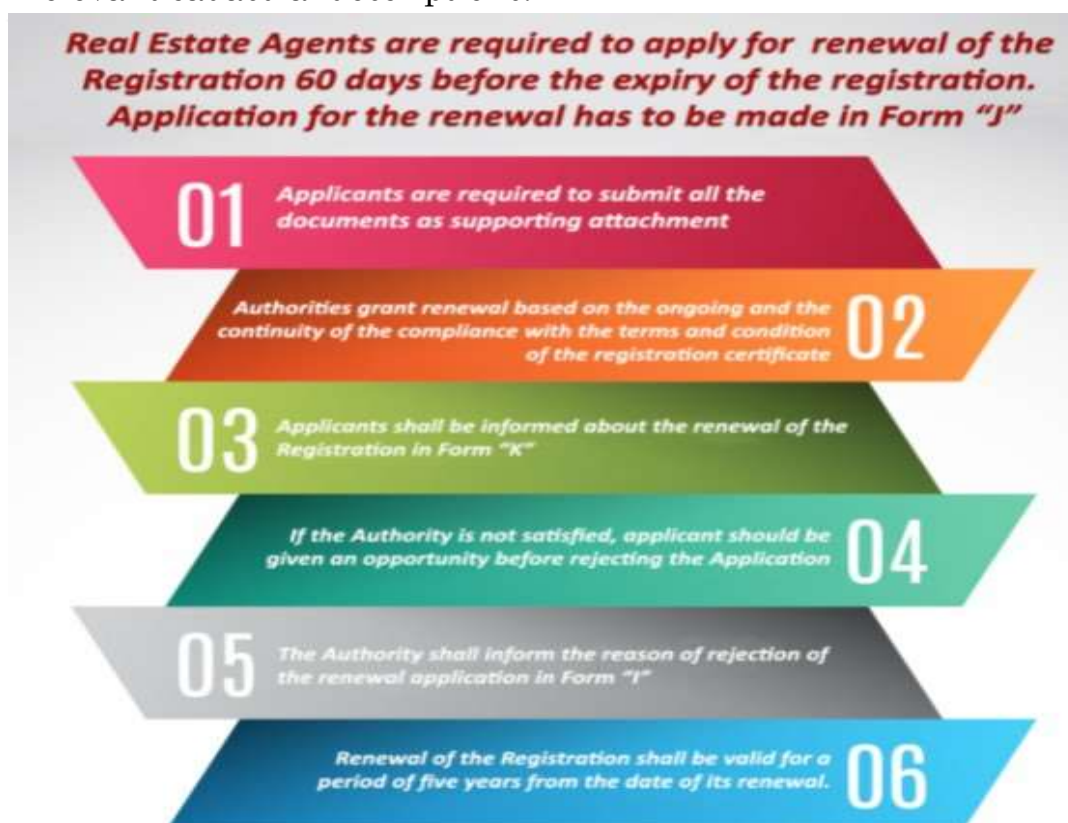 Real Estate Agents are required to apply for renewal of the
Registration 60 days before the expiry of the registration.
Application for the renewal has to be made in Form “J”
01
Applicants are required to submit all the
documents as supporting attachment
Authorities grant renewal based on the ongoing and the
continuity of the compliance with the terms and condition
of the registration certificate
02
03
Applicants shall be informed about the renewal of the
Registration in Form “K”
If the Authority is not satisfied, applicant should be
given an opportunity before rejecting the Application
04
05
The Authority shall inform the reason of rejection of
the renewal application in Form “I”
Renewal of the Registration shall be valid for a
period of five years from the date of its renewal.
06